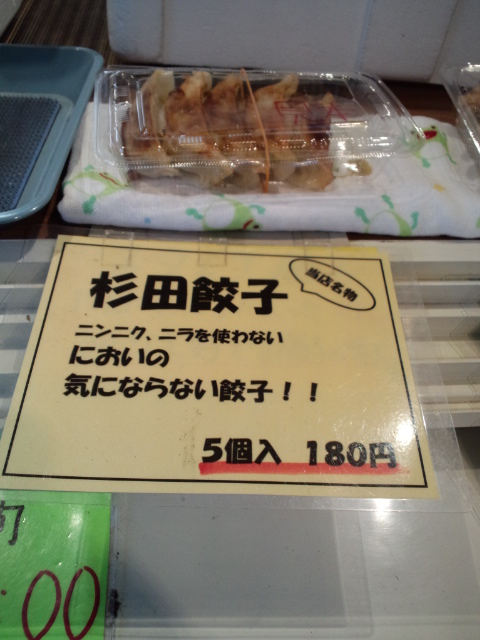 杉田餃子
当店名物
ニンニク、ニラを使わない
においの
気にならない餃子！！
5個入 180円
00